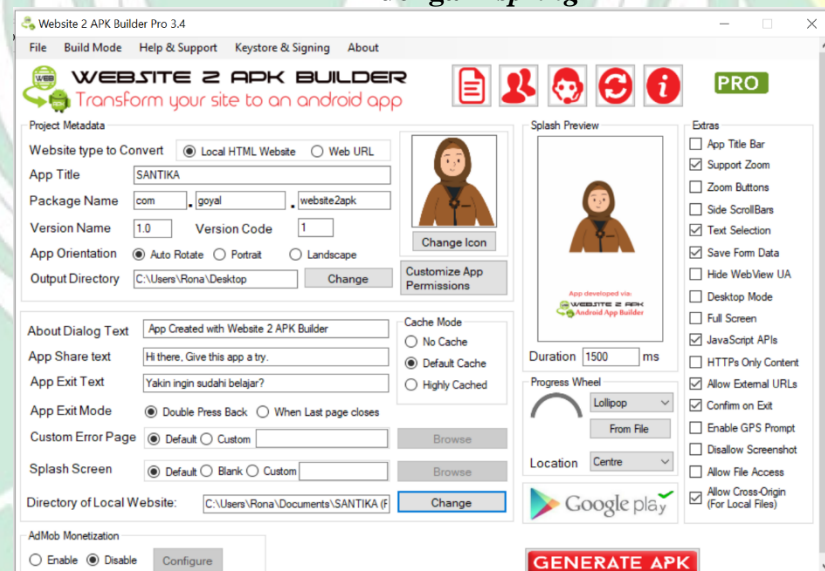 Website 2 APK Builder Pro 3.4
File Build Mode Help & Support Keystore & Signing About
WEBSITE 2 APK BUILDER
Transform your site to an android app
PRO
Project Metadata
Website type to Convert Local HTML Website Web URL
App Title SANTIKA
Package Name com . goyal . website2apk
Version Name 1.0 Version Code 1
App Orientation Auto Rotate Portrait Landscape
Output Directory C:\Users\Rona\Desktop Change
Change Icon
Customize App
Permissions
About Dialog Text App Created with Website 2 APK Builder
App Share text Hi there, Give this app a try.
App Exit Text Yakin ingin sudahi belajar?
App Exit Mode Double Press Back When Last page closes
Custom Error Page Default Custom Browse
Splash Screen Default Blank Custom Browse
Directory of Local Website: C:\Users\Rona\Documents\SANTIKA (F Change
Cache Mode
No Cache
Default Cache
Highly Cached
AdMob Monetization
Enable Disable Configure
Splash Preview
App developed via:
WEBSITE 2 APK
Android App Builder
Duration 1500 ms
Progress Wheel
Lollipop
From File
Location Centre
Google play
GENERATE APK
Extras
App Title Bar
Support Zoom
Zoom Buttons
Side ScrollBars
Text Selection
Save Form Data
Hide WebView UA
Desktop Mode
Full Screen
JavaScript APIs
HTTPs Only Content
Allow External URLs
Confirm on Exit
Enable GPS Prompt
Disallow Screenshot
Allow File Access
Allow Cross-Origin
(For Local Files)